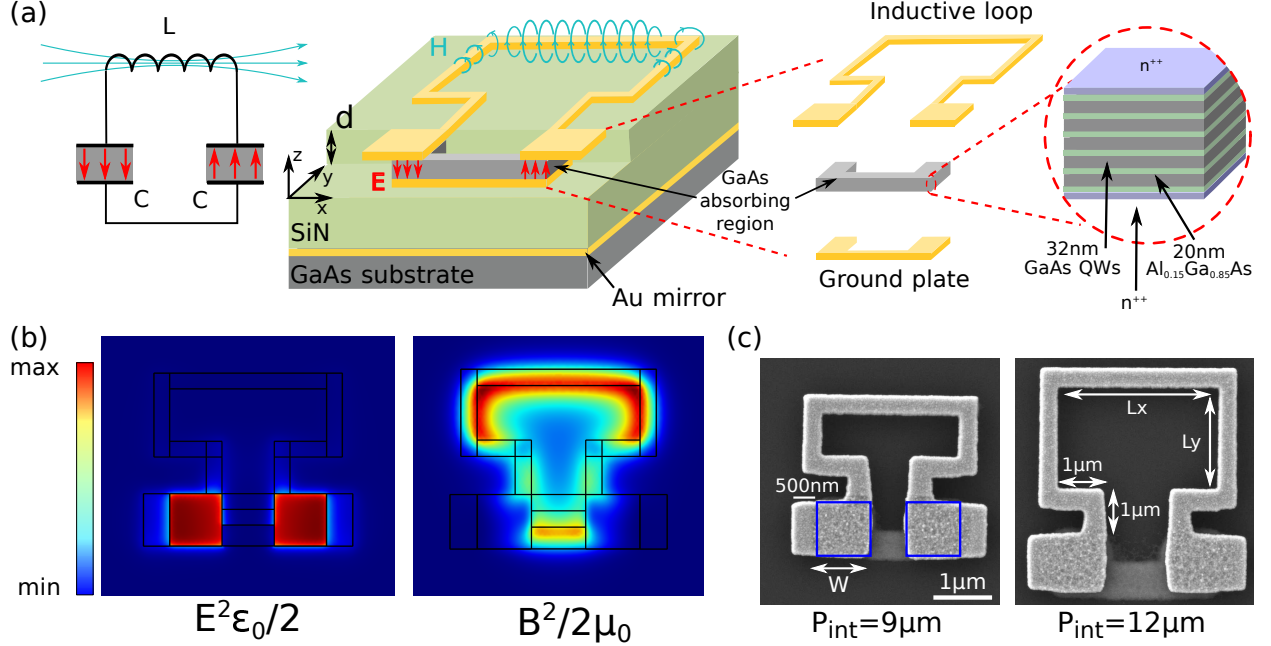 (a)
L
C
C
H
d
z
y
x
E
SiN
GaAs substrate
Au mirror
GaAs
absorbing
region
Inductive loop
Ground plate
n⁺⁺
32nm
GaAs QWs
20nm
Al₀.₁₅Ga₀.₈₅As
n⁺⁺
(b)
max
min
E²ε₀/2
B²/2μ₀
(c)
500nm
W
1μm
Pint=9μm
Lx
Ly
1μm
1μm
Pint=12μm